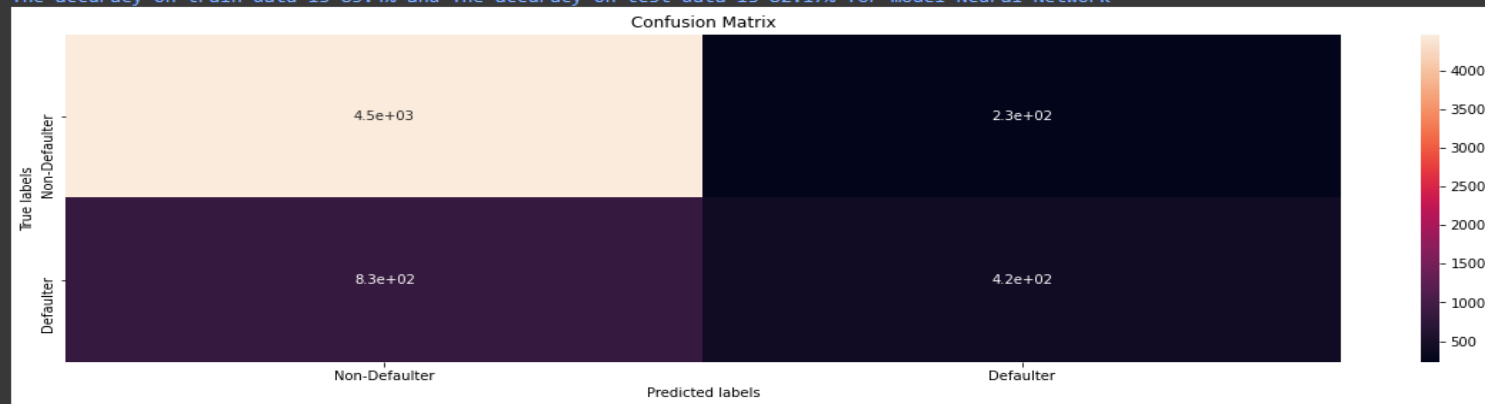 Confusion Matrix
4.5e+03 2.3e+02
8.3e+02 4.2e+02
True labels
Non-Defaulter
Defaulter
Non-Defaulter Defaulter
Predicted labels
4000
3500
3000
2500
2000
1500
1000
500